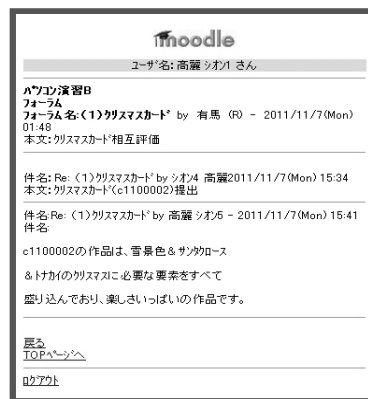 moodle
ﾕｰｻﾞ名: 高麗 ｼｵﾝ1 さん
ﾊﾟｿｺﾝ演習B
ﾌｫｰﾗﾑ
ﾌｫｰﾗﾑ名:(1)ｸﾘｽﾏｽｶｰﾄﾞ by 有馬 (R) - 2011/11/7(Mon)
01:48
本文:ｸﾘｽﾏｽｶｰﾄﾞ相互評価
件名: Re: (1)ｸﾘｽﾏｽｶｰﾄﾞby ｼｵﾝ4 高麗2011/11/7(Mon) 15:34
本文:ｸﾘｽﾏｽｶｰﾄﾞ(c1100002)提出
件名:Re: (1)ｸﾘｽﾏｽｶｰﾄﾞby 高麗 ｼｵﾝ5 - 2011/11/7(Mon) 15:41
件名:
c1100002の作品は、雪景色&ｻﾝﾀｸﾛｰｽ
&ﾄﾅｶｲのｸﾘｽﾏｽに必要な要素をすべて
盛り込んであり、楽しさいっぱいの作品です。
戻る
TOPﾍﾟｰｼﾞへ
ﾛｸﾞｱｳﾄ